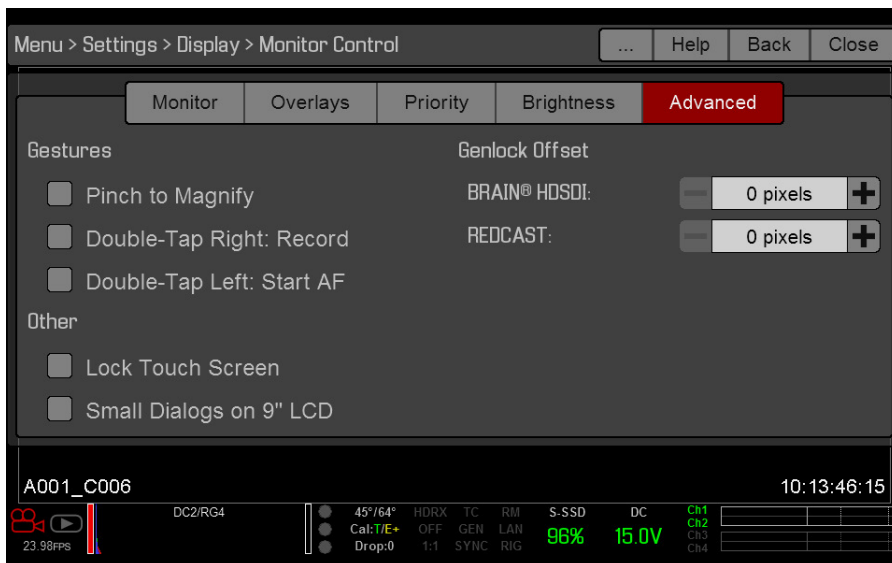 Menu > Settings > Display > Monitor Control
... Help Back Close
Monitor Overlays Priority Brightness Advanced
Gestures
Pinch to Magnify
Double-Tap Right: Record
Double-Tap Left: Start AF
Other
Lock Touch Screen
Small Dialogs on 9" LCD
Genlock Offset
BRAIN® HDSDI: 0 pixels
REDCAST: 0 pixels
A001_C006 10:13:46:15
23.98FPS
DC2/RG4
45°/64°
Cal:T/E+
Drop:0
HDRX TC RM
OFF GEN LAN
1:1 SYNC RIG
S-SSD
96%
DC
15.0V
Ch1
Ch2
Ch3
Ch4